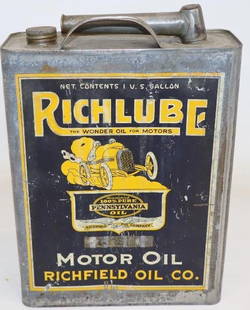 NET CONTENTS 1 U.S. GALLON
RICHLUBE
THE WONDER OIL FOR MOTORS
100% PURE
PENNSYLVANIA
OIL
COMPANY
MOTOR OIL
RICHFIELD OIL CO.